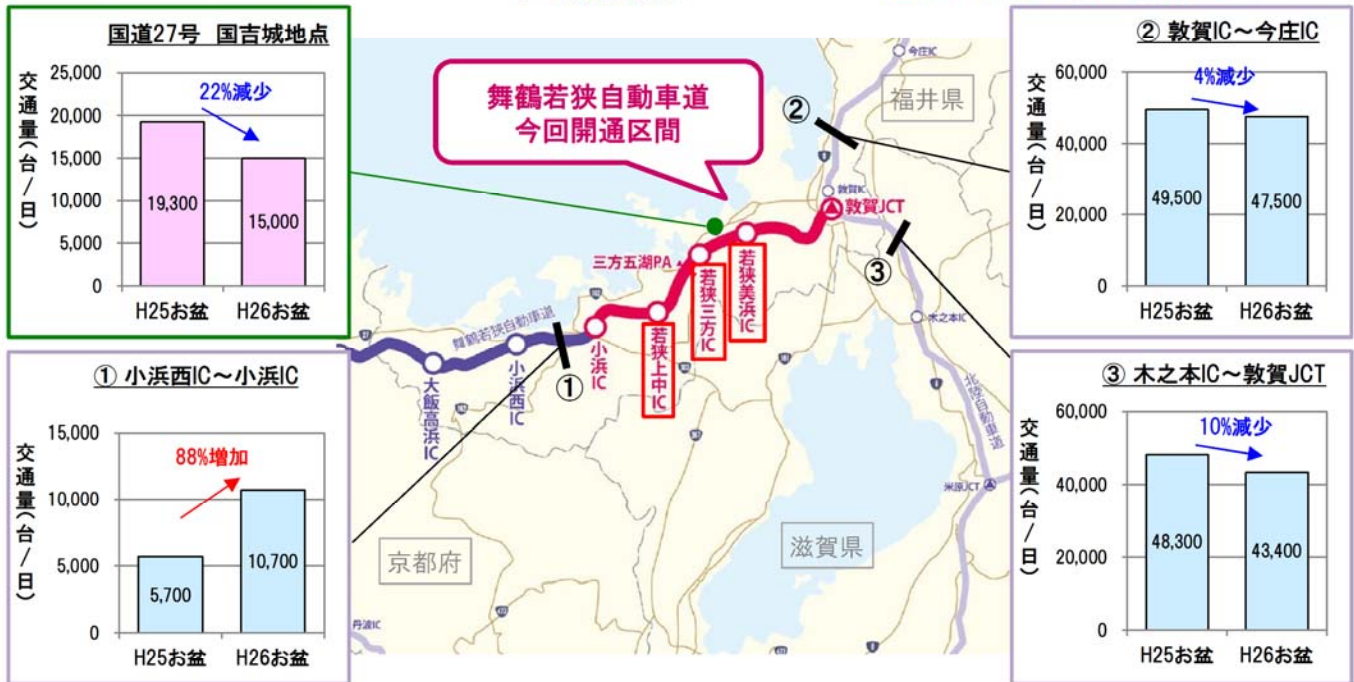 国道27号 国吉城地点
交通量(台/日)
25,000
20,000
15,000
10,000
5,000
0
22%減少
19,300
15,000
H25お盆
H26お盆
① 小浜西IC～小浜IC
交通量(台/日)
15,000
10,000
5,000
0
88%増加
5,700
10,700
H25お盆
H26お盆
舞鶴若狭自動車道
今回開通区間
今庄IC
福井県
②
敦賀IC
敦賀JCT
③
三方五湖PA
若狭美浜IC
若狭三方IC
若狭上中IC
小浜IC
舞鶴若狭自動車道
小浜西IC
大飯高浜IC
①
木之本IC
北陸自動車道
米原JCT
滋賀県
京都府
丹波IC
② 敦賀IC～今庄IC
交通量(台/日)
60,000
40,000
20,000
0
4%減少
49,500
47,500
H25お盆
H26お盆
③ 木之本IC～敦賀JCT
交通量(台/日)
60,000
40,000
20,000
0
10%減少
48,300
43,400
H25お盆
H26お盆